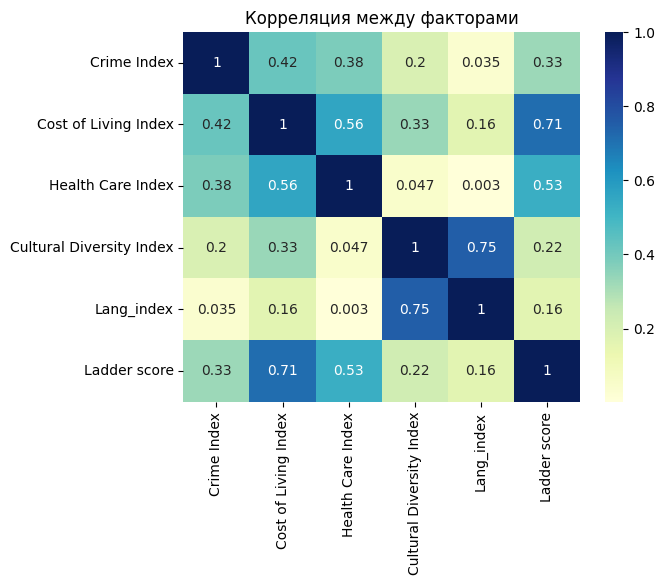 Корреляция между факторами
Crime Index 1 0.42 0.38 0.2 0.035 0.33
Cost of Living Index 0.42 1 0.56 0.33 0.16 0.71
Health Care Index 0.38 0.56 1 0.047 0.003 0.53
Cultural Diversity Index 0.2 0.33 0.047 1 0.75 0.22
Lang_index 0.035 0.16 0.003 0.75 1 0.16
Ladder score 0.33 0.71 0.53 0.22 0.16 1
Crime Index
Cost of Living Index
Health Care Index
Cultural Diversity Index
Lang_index
Ladder score
1.0
0.8
0.6
0.4
0.2